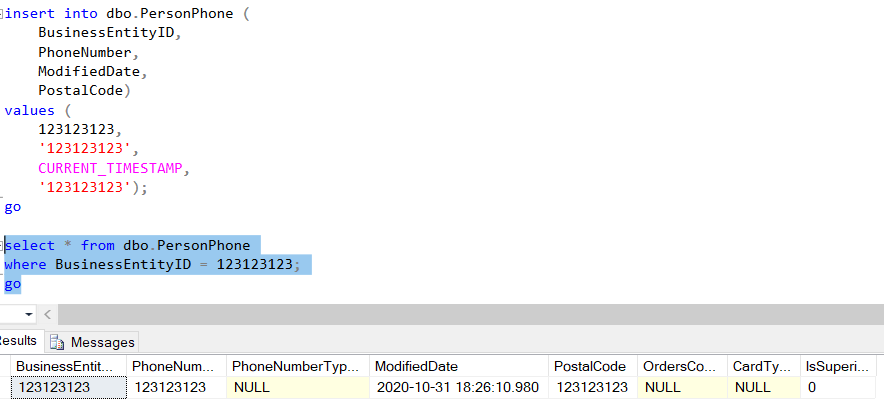 insert into dbo.PersonPhone (
BusinessEntityID,
PhoneNumber,
ModifiedDate,
PostalCode)
values (
123123123,
'123123123',
CURRENT_TIMESTAMP,
'123123123');
go
select * from dbo.PersonPhone
where BusinessEntityID = 123123123;
go
Results Messages
BusinessEntit... PhoneNum... PhoneNumberTyp... ModifiedDate PostalCode OrdersCo... CardTy... IsSuperi...
123123123 123123123 NULL 2020-10-31 18:26:10.980 123123123 NULL NULL 0